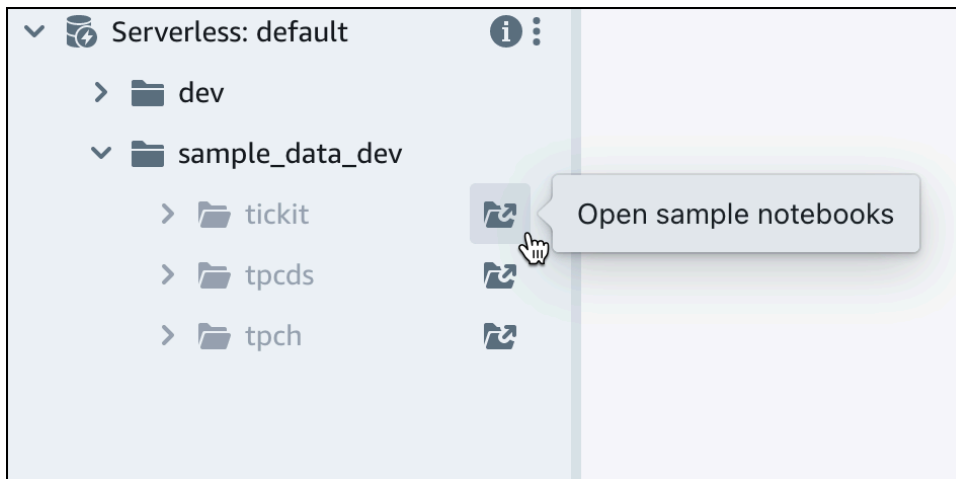 Serverless: default
dev
sample_data_dev
tickit
Open sample notebooks
tpcds
tpch